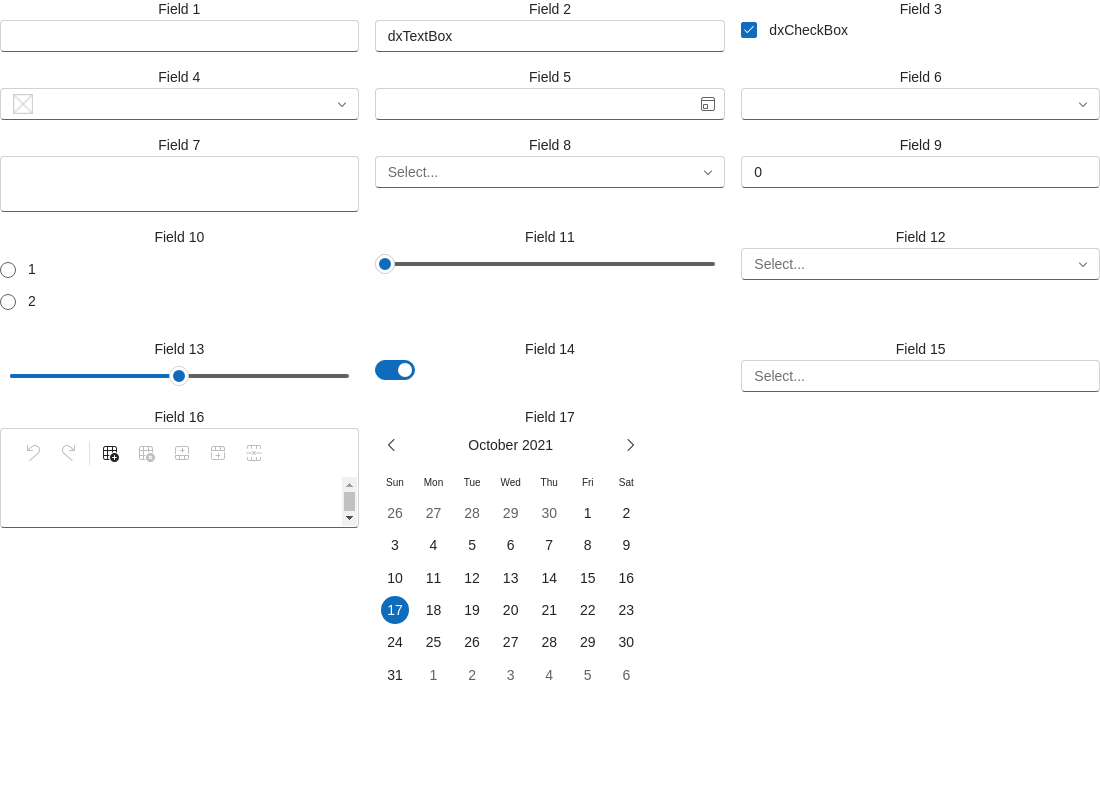 Field 1 Field 2 Field 3
dxTextBox dxCheckBox
Field 4 Field 5 Field 6
Field 7 Field 8 Field 9
Select... 0
Field 10 Field 11 Field 12
1 Select...
2
Field 13 Field 14 Field 15
Select...
Field 16 Field 17
October 2021
Sun Mon Tue Wed Thu Fri Sat
26 27 28 29 30 1 2
3 4 5 6 7 8 9
10 11 12 13 14 15 16
17 18 19 20 21 22 23
24 25 26 27 28 29 30
31 1 2 3 4 5 6